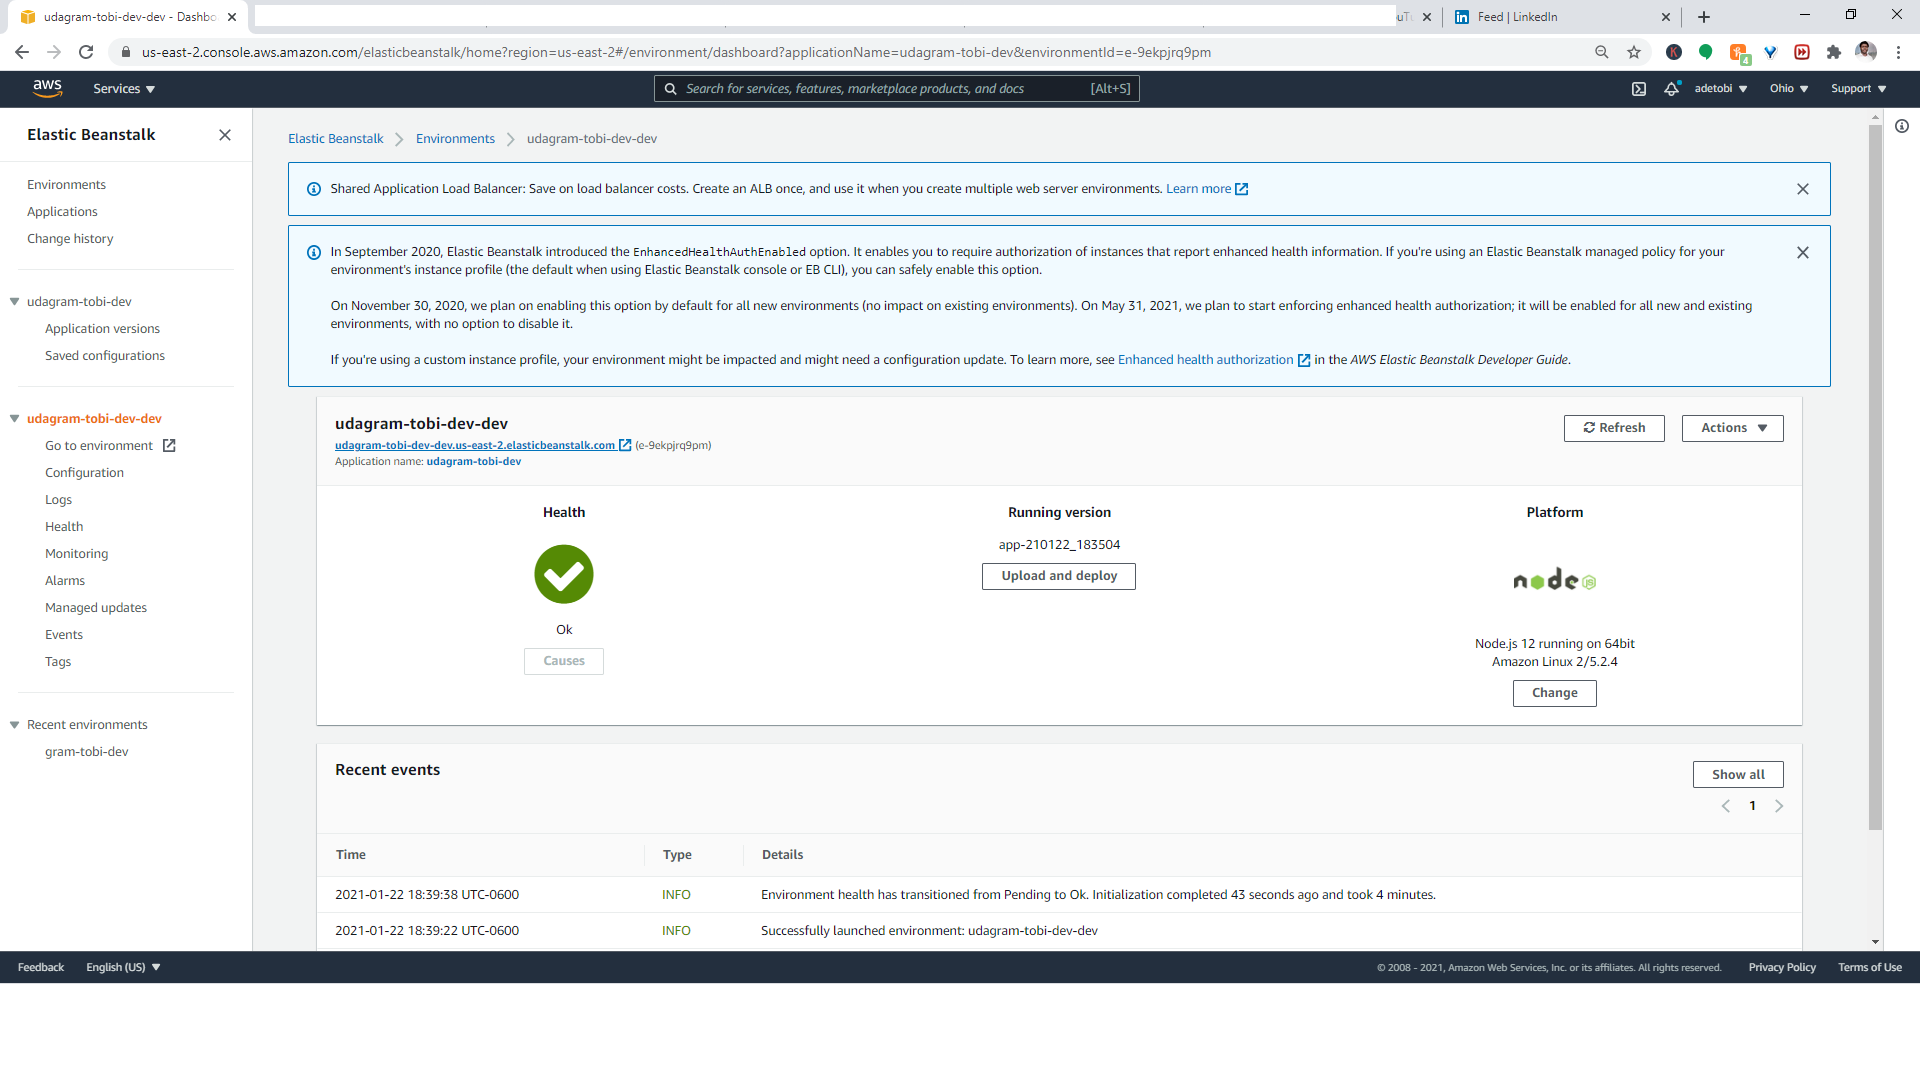 udagram-tobi-dev-dev - Dashbo
Feed | LinkedIn
us-east-2.console.aws.amazon.com/elasticbeanstalk/home?region=us-east-2#/environment/dashboard?applicationName=udagram-tobi-dev&environmentId=e-9ekpjrq9pm
4
aws
Services
Search for services, features, marketplace products, and docs
[Alt+S]
adetobi
Ohio
Support
Elastic Beanstalk
Environments
Applications
Change history
udagram-tobi-dev
Application versions
Saved configurations
udagram-tobi-dev-dev
Go to environment
Configuration
Logs
Health
Monitoring
Alarms
Managed updates
Events
Tags
Recent environments
gram-tobi-dev
Elastic Beanstalk
Environments
udagram-tobi-dev-dev
Shared Application Load Balancer: Save on load balancer costs. Create an ALB once, and use it when you create multiple web server environments. Learn more
In September 2020, Elastic Beanstalk introduced the EnhancedHealthAuthEnabled option. It enables you to require authorization of instances that report enhanced health information. If you're using an Elastic Beanstalk managed policy for your
environment's instance profile (the default when using Elastic Beanstalk console or EB CLI), you can safely enable this option.
On November 30, 2020, we plan on enabling this option by default for all new environments (no impact on existing environments). On May 31, 2021, we plan to start enforcing enhanced health authorization; it will be enabled for all new and existing
environments, with no option to disable it.
If you're using a custom instance profile, your environment might be impacted and might need a configuration update. To learn more, see Enhanced health authorization in the AWS Elastic Beanstalk Developer Guide.
udagram-tobi-dev-dev
udagram-tobi-dev-dev.us-east-2.elasticbeanstalk.com (e-9ekpjrq9pm)
Application name: udagram-tobi-dev
Refresh
Actions
Health
Ok
Causes
Running version
app-210122_183504
Upload and deploy
Platform
node
JS
Node.js 12 running on 64bit
Amazon Linux 2/5.2.4
Change
Recent events
Show all
1
Time
Type
Details
2021-01-22 18:39:38 UTC-0600
INFO
Environment health has transitioned from Pending to Ok. Initialization completed 43 seconds ago and took 4 minutes.
2021-01-22 18:39:22 UTC-0600
INFO
Successfully launched environment: udagram-tobi-dev-dev
Feedback
English (US)
© 2008 - 2021, Amazon Web Services, Inc. or its affiliates. All rights reserved.
Privacy Policy
Terms of Use